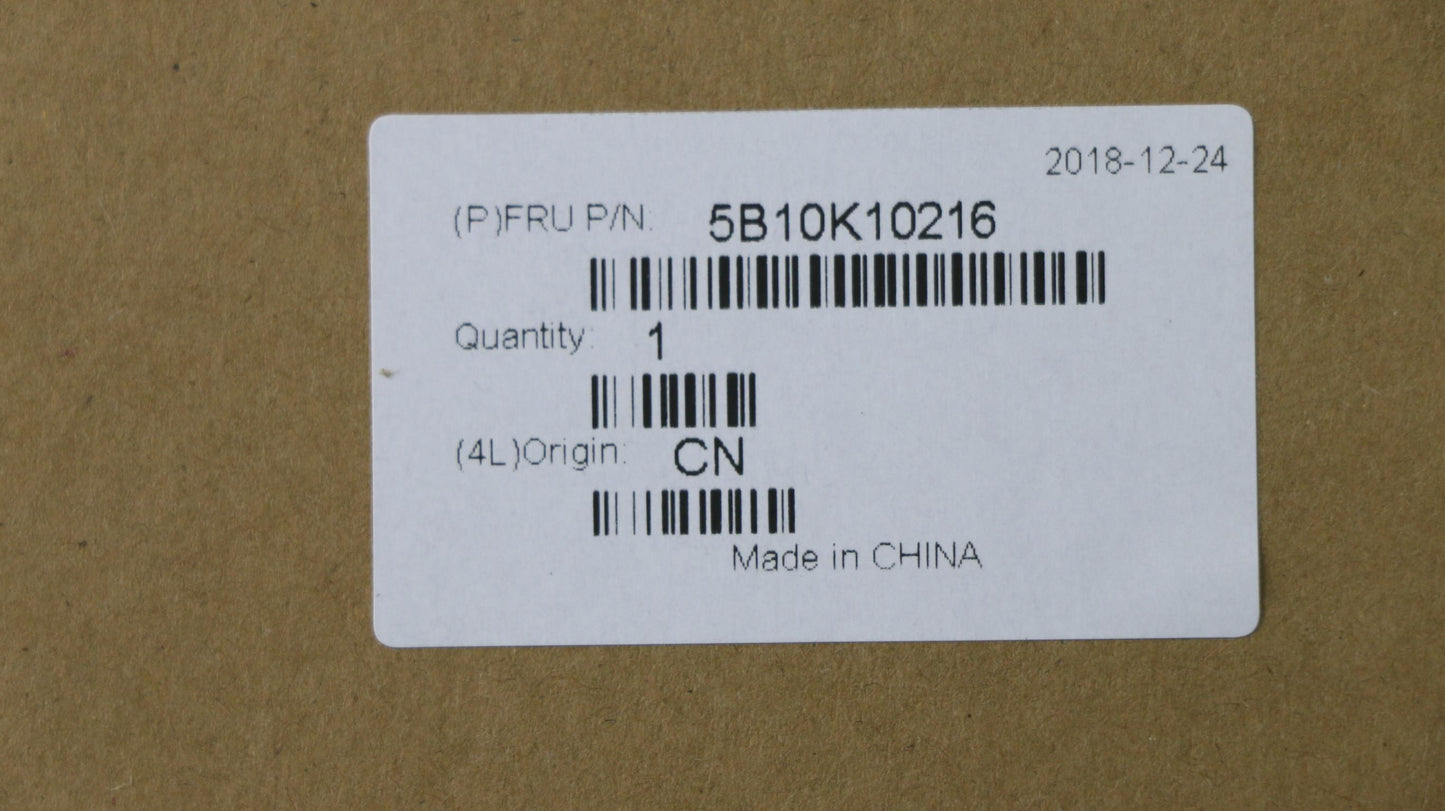 2018-12-24
(P)FRU P/N: 5B10K10216
Quantity: 1
(4L)Origin: CN
Made in CHINA